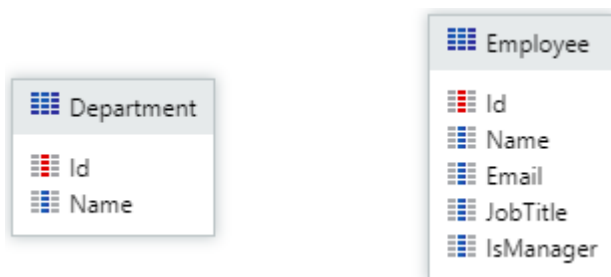 Department
Id
Name
Employee
Id
Name
Email
JobTitle
IsManager